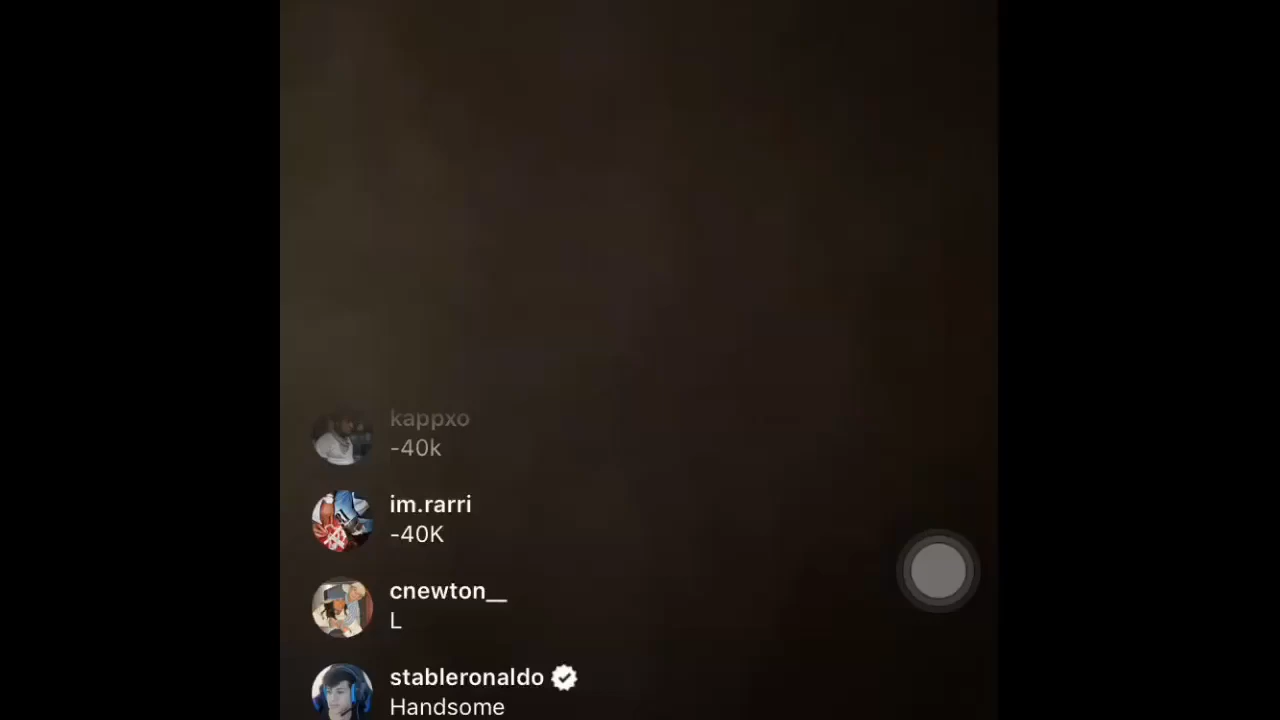 kappxo
-40k
im.rarri
-40K
cnewton__
L
stableronaldo
Handsome